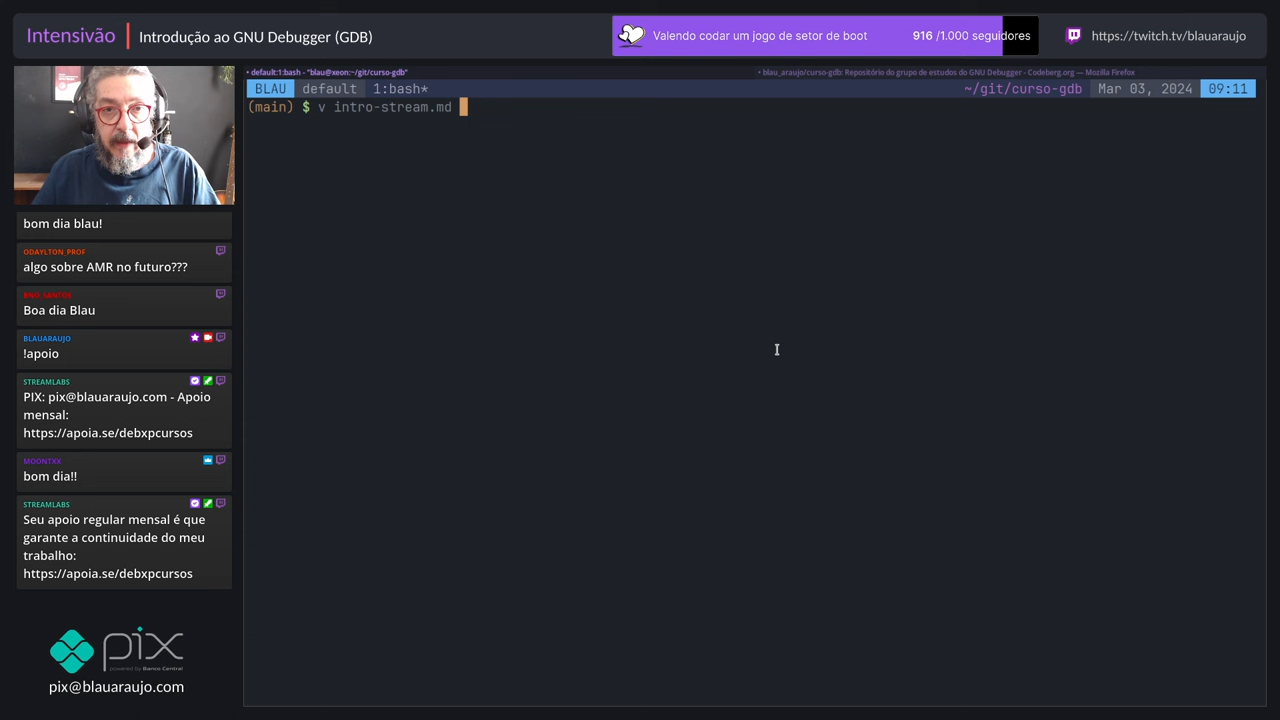 Intensivão
Introdução ao GNU Debugger (GDB)
Valendo codar um jogo de setor de boot
916 /1.000 seguidores
https://twitch.tv/blauaraujo
• default:1:bash - "blau@xeon:~/git/curso-gdb"
• blau_araujo/curso-gdb: Repositório do grupo de estudos do GNU Debugger - Codeberg.org — Mozilla Firefox
BLAU default 1:bash*
~/git/curso-gdb Mar 03, 2024 09:11
(main) $ v intro-stream.md
bom dia blau!
ODAYLTON_PROF
algo sobre AMR no futuro???
Boa dia Blau
BLAUARAUJO
!apoio
STREAMLABS
PIX: pix@blauaraujo.com - Apoio
mensal:
https://apoia.se/debxpcursos
MOONTXX
bom dia!!
STREAMLABS
Seu apoio regular mensal é que
garante a continuidade do meu
trabalho:
https://apoia.se/debxpcursos
pix
powered by Banco Central
pix@blauaraujo.com